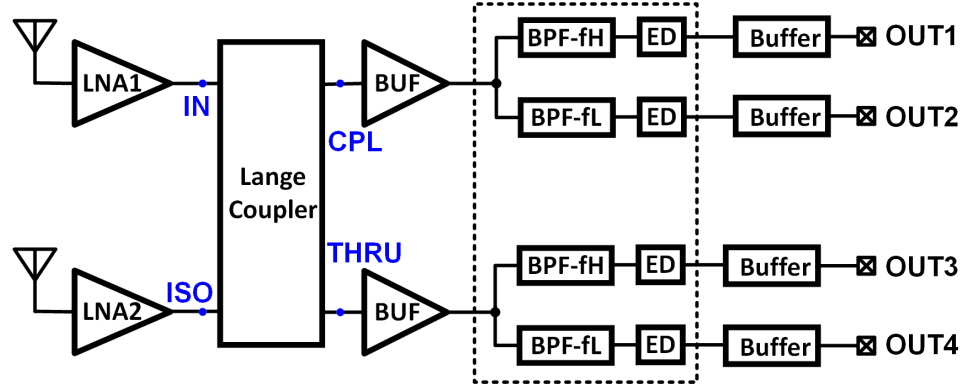 BPF-fH ED Buffer OUT1
LNA1 IN BUF
BPF-fL ED Buffer OUT2
CPL
Lange
Coupler
THRU
BPF-fH ED Buffer OUT3
ISO
LNA2 BUF
BPF-fL ED Buffer OUT4